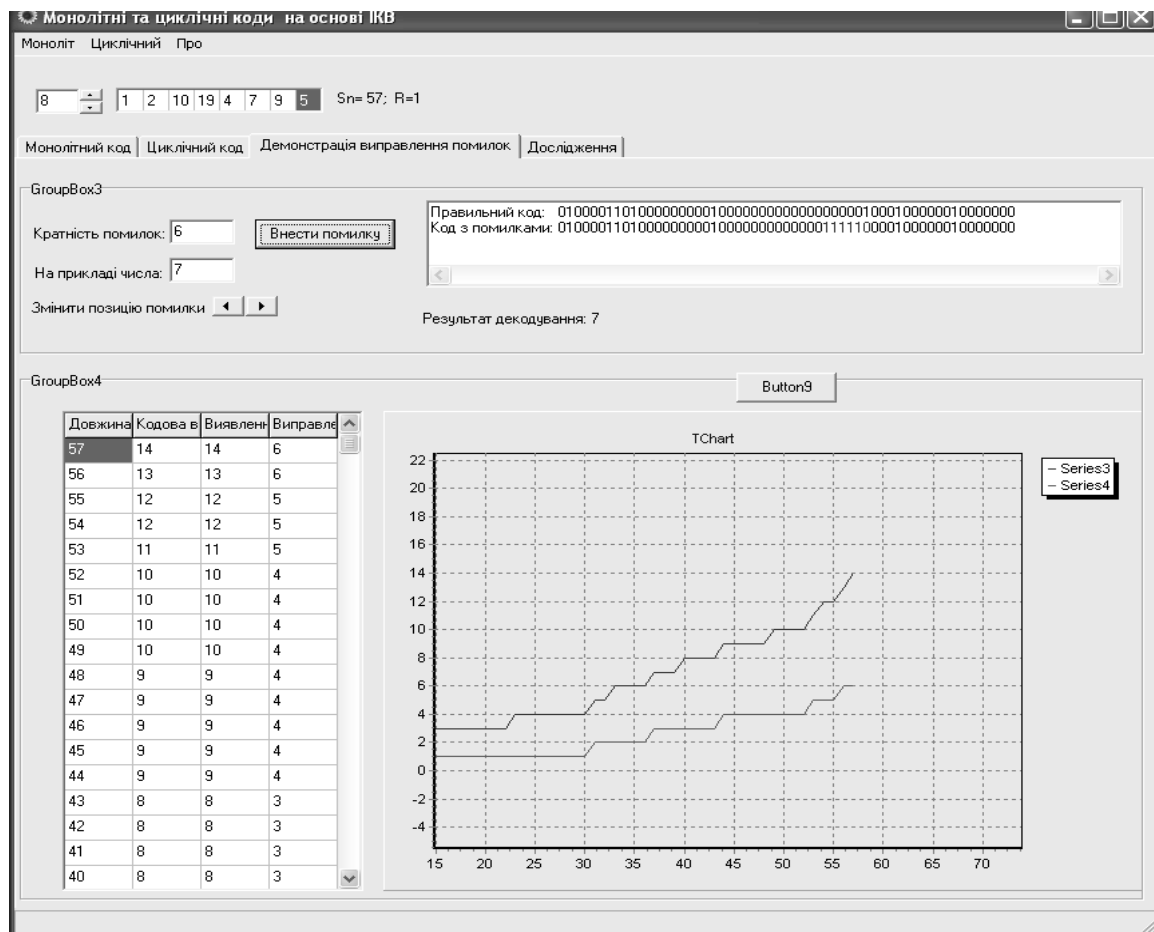 Монолітні та циклічні коди на основі ІКВ
Моноліт Циклічний Про
8 1 2 10 19 4 7 9 5 Sn= 57; R=1
Монолітний код Циклічний код Демонстрація виправлення помилок Дослідження
GroupBox3
Кратність помилок: 6 Внести помилку
На прикладі числа: 7
Змінити позицію помилки
Правильний код: 01000011010000000001000000000000000001000100000010000000
Код з помилками: 010000110100000000010000000000000111110000100000010000000
Результат декодування: 7
GroupBox4
Button9
Довжина Кодова в Виявленн Виправле
57 14 14 6
56 13 13 6
55 12 12 5
54 12 12 5
53 11 11 5
52 10 10 4
51 10 10 4
50 10 10 4
49 10 10 4
48 9 9 4
47 9 9 4
46 9 9 4
45 9 9 4
44 9 9 4
43 8 8 3
42 8 8 3
41 8 8 3
40 8 8 3
TChart
22
20
18
16
14
12
10
8
6
4
2
0
-2
-4
15 20 25 30 35 40 45 50 55 60 65 70
Series3
Series4